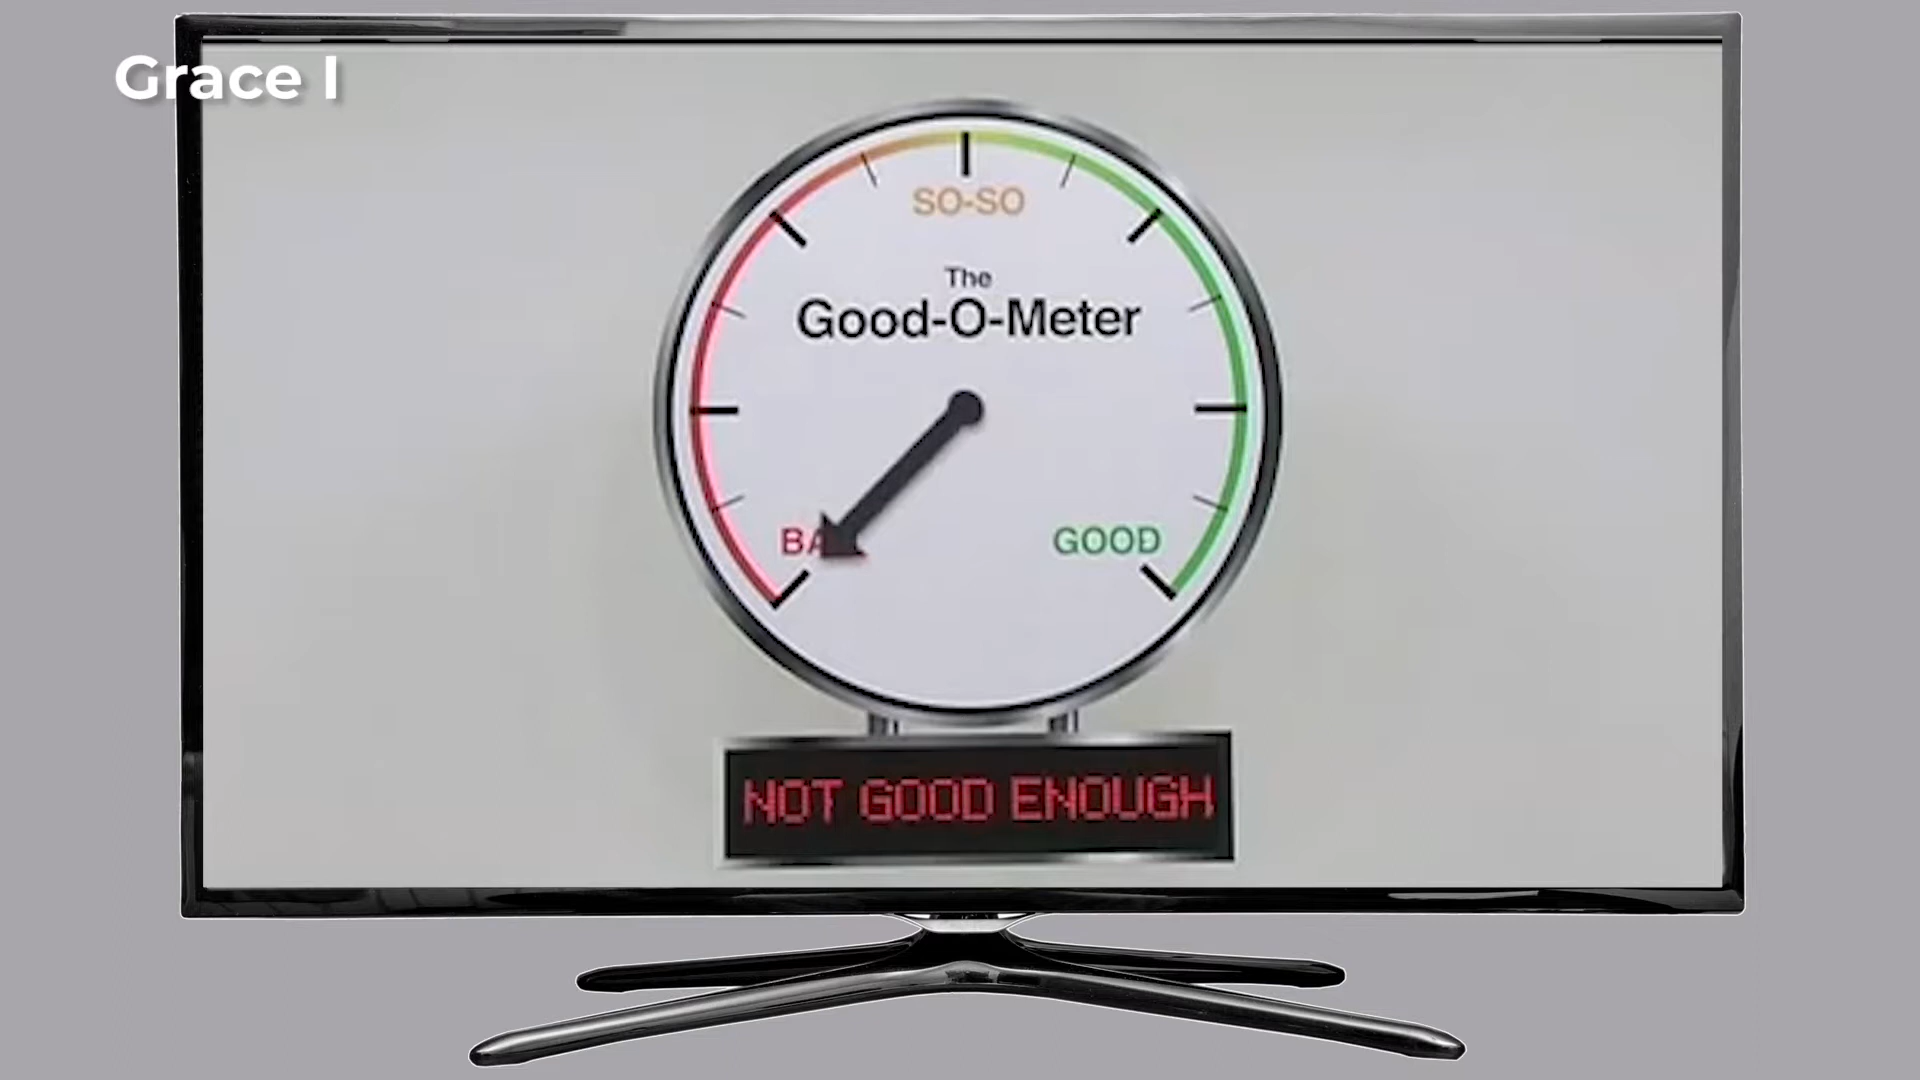 Grace I
SO-SO
The
Good-O-Meter
GOOD
NOT GOOD ENOUGH